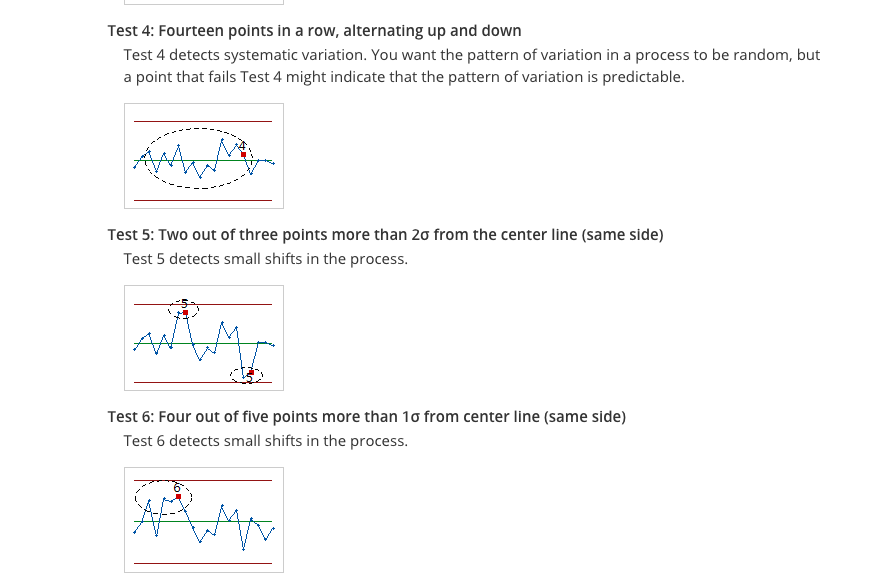 Test 4: Fourteen points in a row, alternating up and down
Test 4 detects systematic variation. You want the pattern of variation in a process to be random, but
a point that fails Test 4 might indicate that the pattern of variation is predictable.
4
Test 5: Two out of three points more than 2σ from the center line (same side)
Test 5 detects small shifts in the process.
5
5
Test 6: Four out of five points more than 1σ from center line (same side)
Test 6 detects small shifts in the process.
6